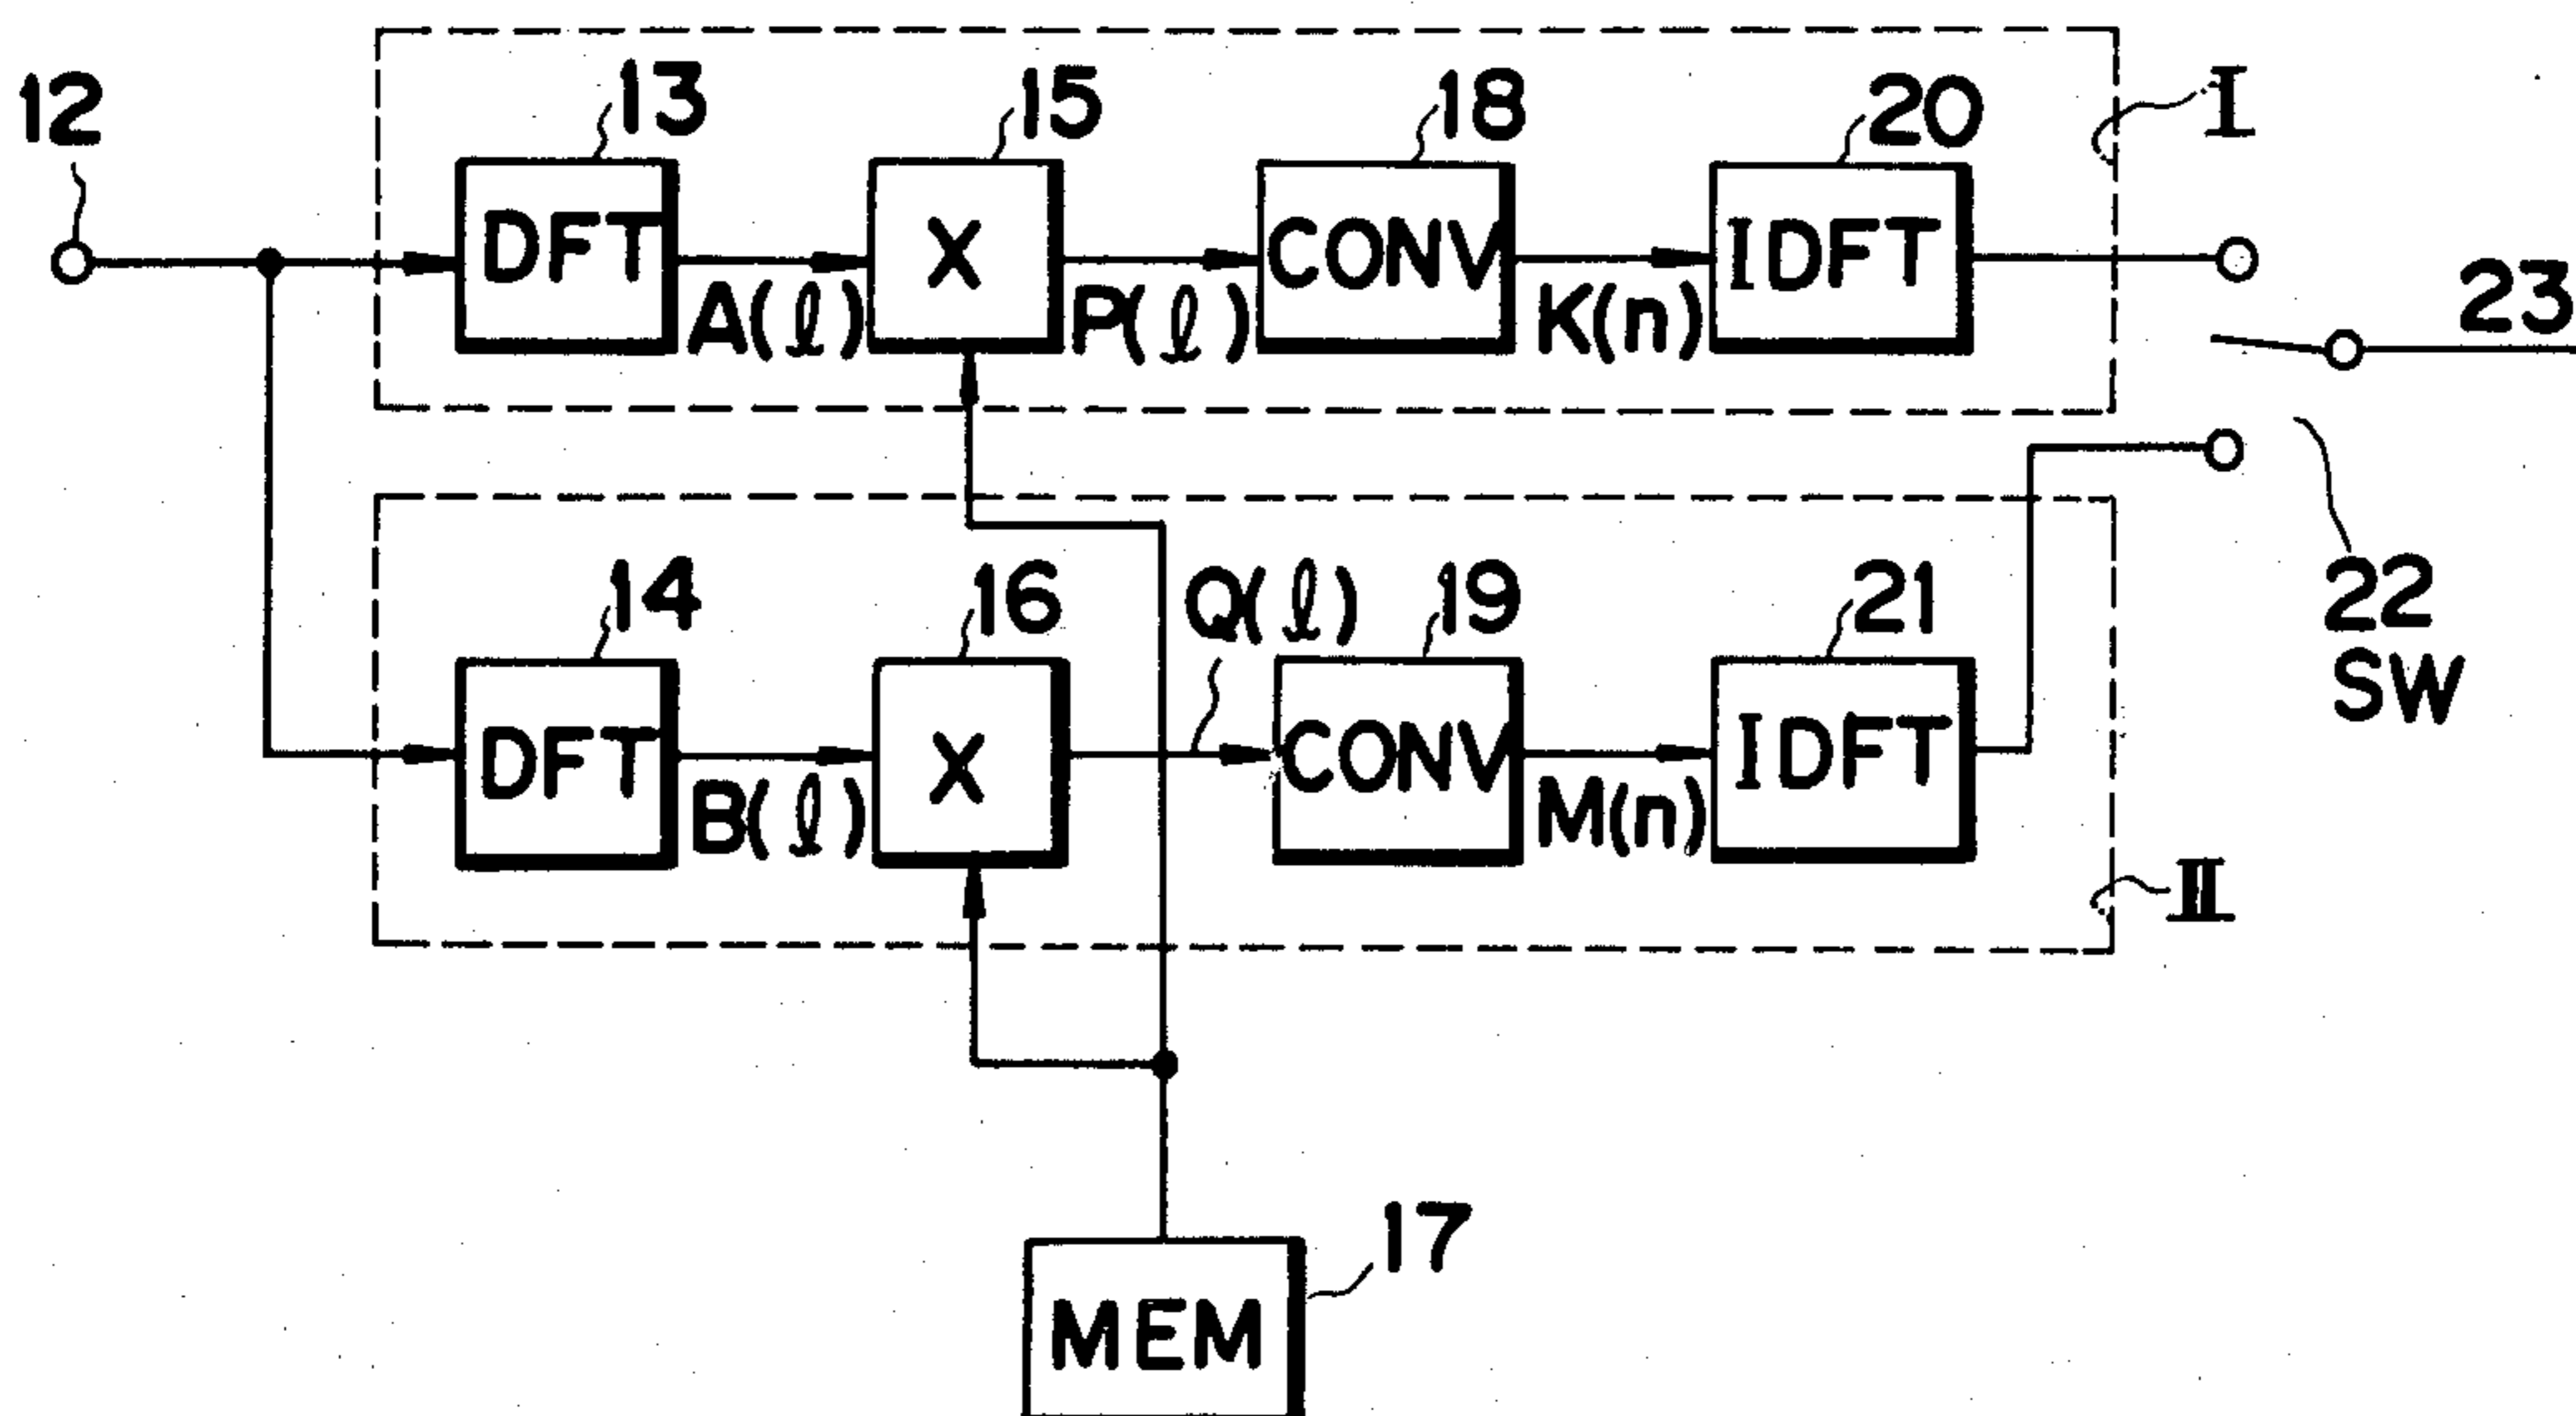 12
13
15
18
20
I
DFT
X
CONV
IDFT
A(ℓ)
P(ℓ)
K(n)
23
14
16
Q(ℓ)
19
21
22
SW
DFT
X
CONV
IDFT
B(ℓ)
M(n)
II
17
MEM